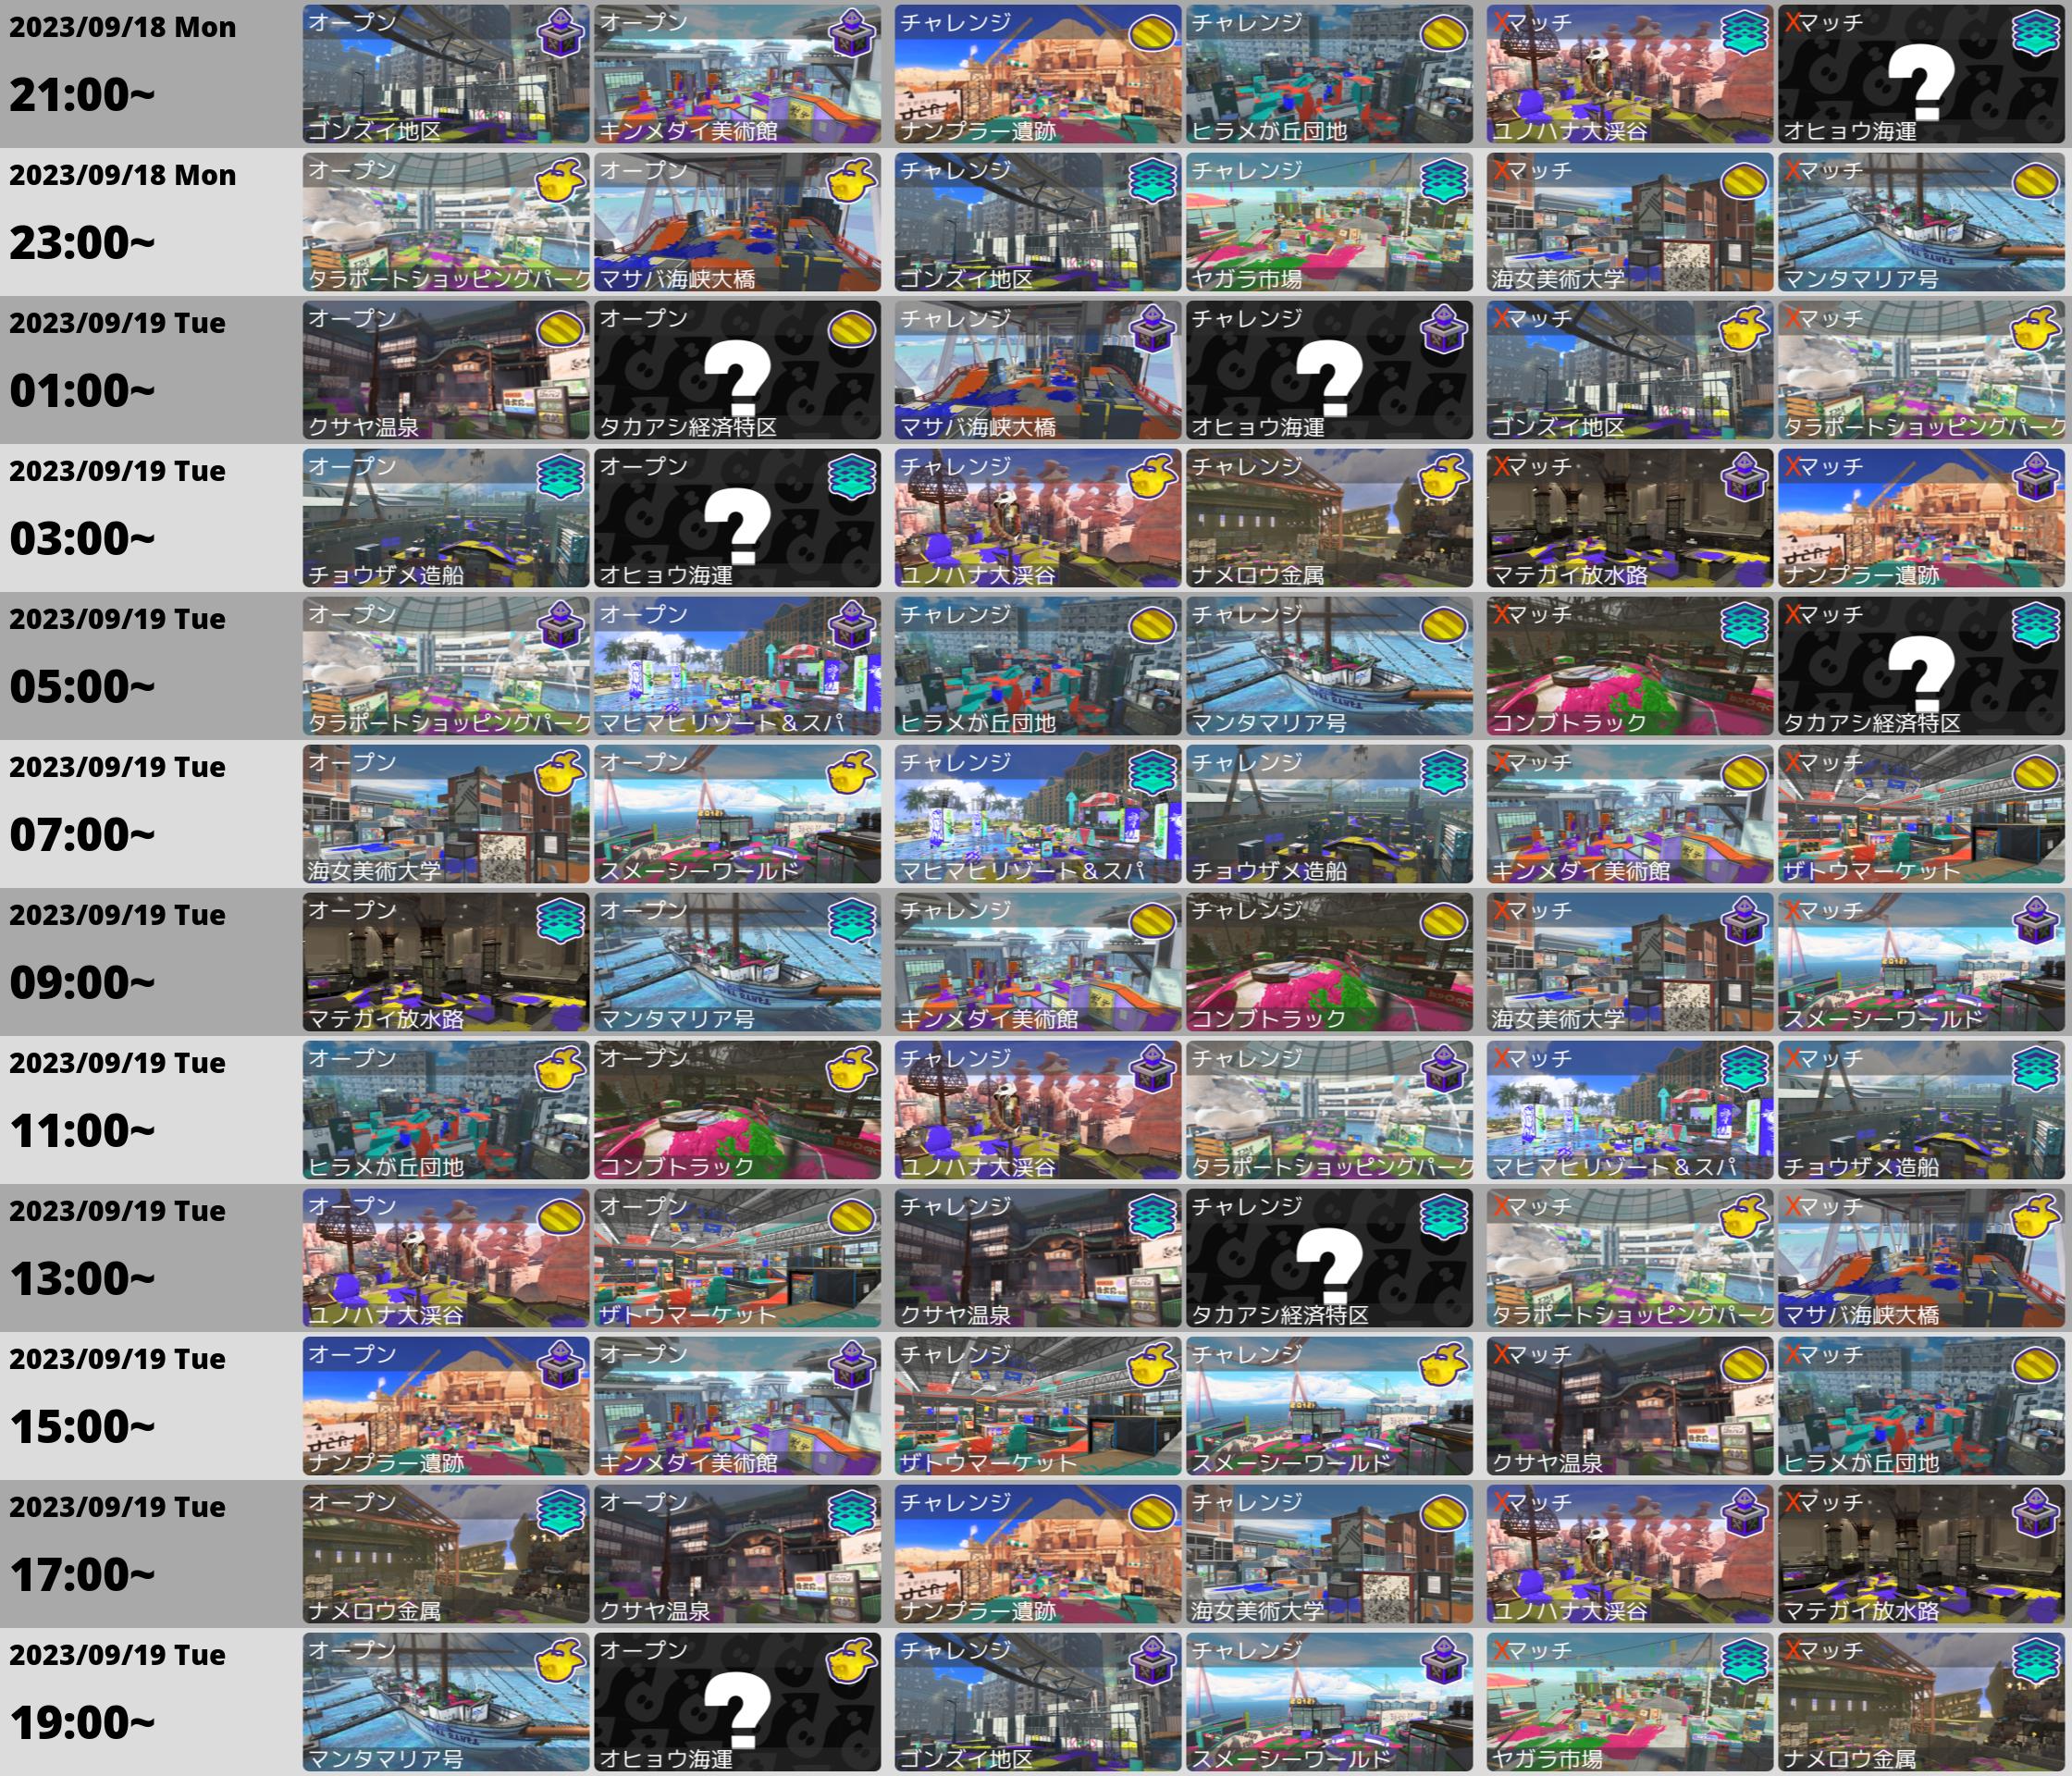 2023/09/18 Mon
21:00~
オープン
ゴンズイ地区
オープン
キンメダイ美術館
チャレンジ
ナンプラー遺跡
チャレンジ
ヒラメが丘団地
Xマッチ
ユノハナ大渓谷
Xマッチ
?
オヒョウ海運
2023/09/18 Mon
23:00~
オープン
タラポートショッピングパーク
オープン
マサバ海峡大橋
チャレンジ
ゴンズイ地区
チャレンジ
ヤガラ市場
Xマッチ
海女美術大学
Xマッチ
マンタマリア号
2023/09/19 Tue
01:00~
オープン
クサヤ温泉
オープン
?
タカアシ経済特区
チャレンジ
マサバ海峡大橋
チャレンジ
?
オヒョウ海運
Xマッチ
ゴンズイ地区
Xマッチ
タラポートショッピングパーク
2023/09/19 Tue
03:00~
オープン
チョウザメ造船
オープン
?
オヒョウ海運
チャレンジ
ユノハナ大渓谷
チャレンジ
ナメロウ金属
Xマッチ
マテガイ放水路
Xマッチ
ナンプラー遺跡
2023/09/19 Tue
05:00~
オープン
タラポートショッピングパーク
オープン
マヒマヒリゾート＆スパ
チャレンジ
ヒラメが丘団地
チャレンジ
マンタマリア号
Xマッチ
コンブトラック
Xマッチ
?
タカアシ経済特区
2023/09/19 Tue
07:00~
オープン
海女美術大学
オープン
スメーシーワールド
チャレンジ
マヒマヒリゾート＆スパ
チャレンジ
チョウザメ造船
Xマッチ
キンメダイ美術館
Xマッチ
ザトウマーケット
2023/09/19 Tue
09:00~
オープン
マテガイ放水路
オープン
マンタマリア号
チャレンジ
キンメダイ美術館
チャレンジ
コンブトラック
Xマッチ
海女美術大学
Xマッチ
スメーシーワールド
2023/09/19 Tue
11:00~
オープン
ヒラメが丘団地
オープン
コンブトラック
チャレンジ
ユノハナ大渓谷
チャレンジ
タラポートショッピングパーク
Xマッチ
マヒマヒリゾート＆スパ
Xマッチ
チョウザメ造船
2023/09/19 Tue
13:00~
オープン
ユノハナ大渓谷
オープン
ザトウマーケット
チャレンジ
クサヤ温泉
チャレンジ
?
タカアシ経済特区
Xマッチ
タラポートショッピングパーク
Xマッチ
マサバ海峡大橋
2023/09/19 Tue
15:00~
オープン
ナンプラー遺跡
オープン
キンメダイ美術館
チャレンジ
ザトウマーケット
チャレンジ
スメーシーワールド
Xマッチ
クサヤ温泉
Xマッチ
ヒラメが丘団地
2023/09/19 Tue
17:00~
オープン
ナメロウ金属
オープン
クサヤ温泉
チャレンジ
ナンプラー遺跡
チャレンジ
海女美術大学
Xマッチ
ユノハナ大渓谷
Xマッチ
マテガイ放水路
2023/09/19 Tue
19:00~
オープン
マンタマリア号
オープン
?
オヒョウ海運
チャレンジ
ゴンズイ地区
チャレンジ
スメーシーワールド
Xマッチ
ヤガラ市場
Xマッチ
ナメロウ金属